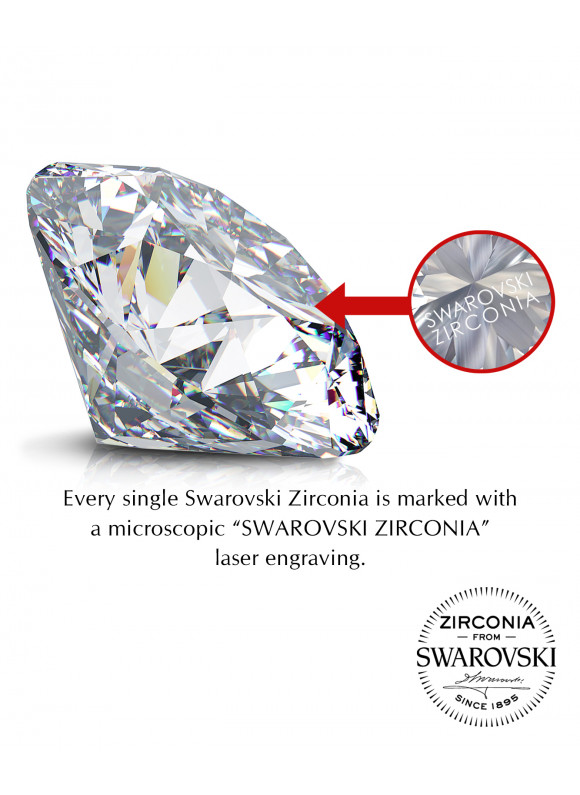 SWAROVSKI
ZIRCONIA
Every single Swarovski Zirconia is marked with
a microscopic “SWAROVSKI ZIRCONIA”
laser engraving.
ZIRCONIA
FROM
SWAROVSKI
SINCE 1895